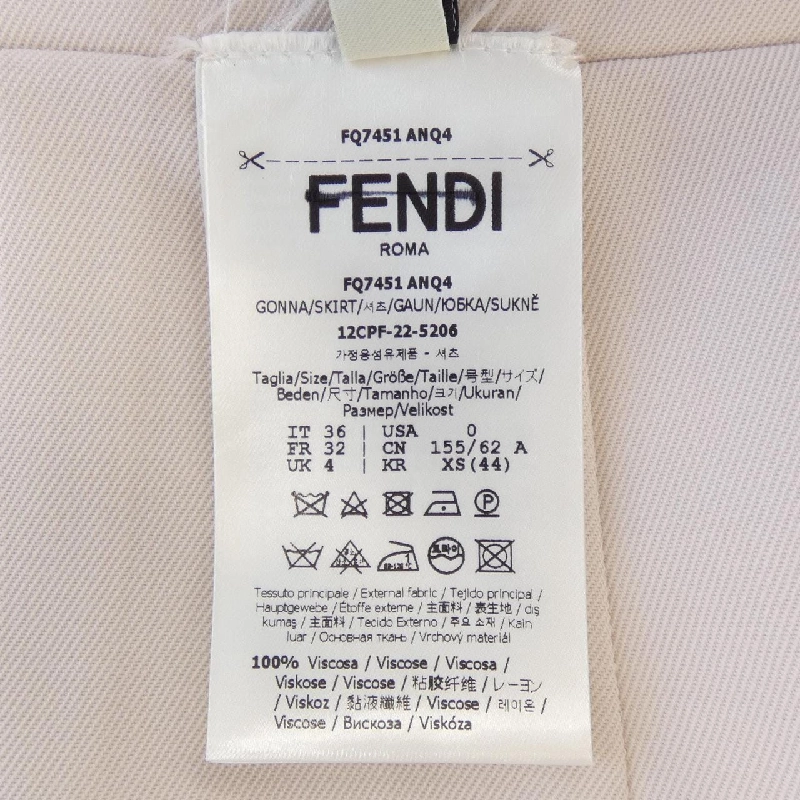 FQ7451 ANQ4
FENDI
ROMA
FQ7451 ANQ4
GONNA/SKIRT/셔츠/GAUN/ЮБКА/SUKNĚ
12CPF-22-5206
가정용섬유제품 - 셔츠
Taglia/Size/Talla/Größe/Taille/号型/サイズ/
Beden/尺寸/Tamanho/크기/Ukuran/
Размер/Velikost
IT 36 | USA 0
FR 32 | CN 155/62 A
UK 4 | KR XS(44)
P
드라이
Tessuto principale / External fabric / Tejido principal /
Hauptgewebe / Étoffe externe / 主面料 / 表生地 / dış
kumaş / 主面料 / Tecido Externo / 주요 소재 / Kain
luar / Основная ткань / Vrchový materiál
100% Viscosa / Viscose / Viscosa /
Viskose / Viscose / 粘胶纤维 / レーヨン
/ Viskoz / 黏液纖維 / Viscose / 레이온 /
Viscose / Вискоза / Viskóza